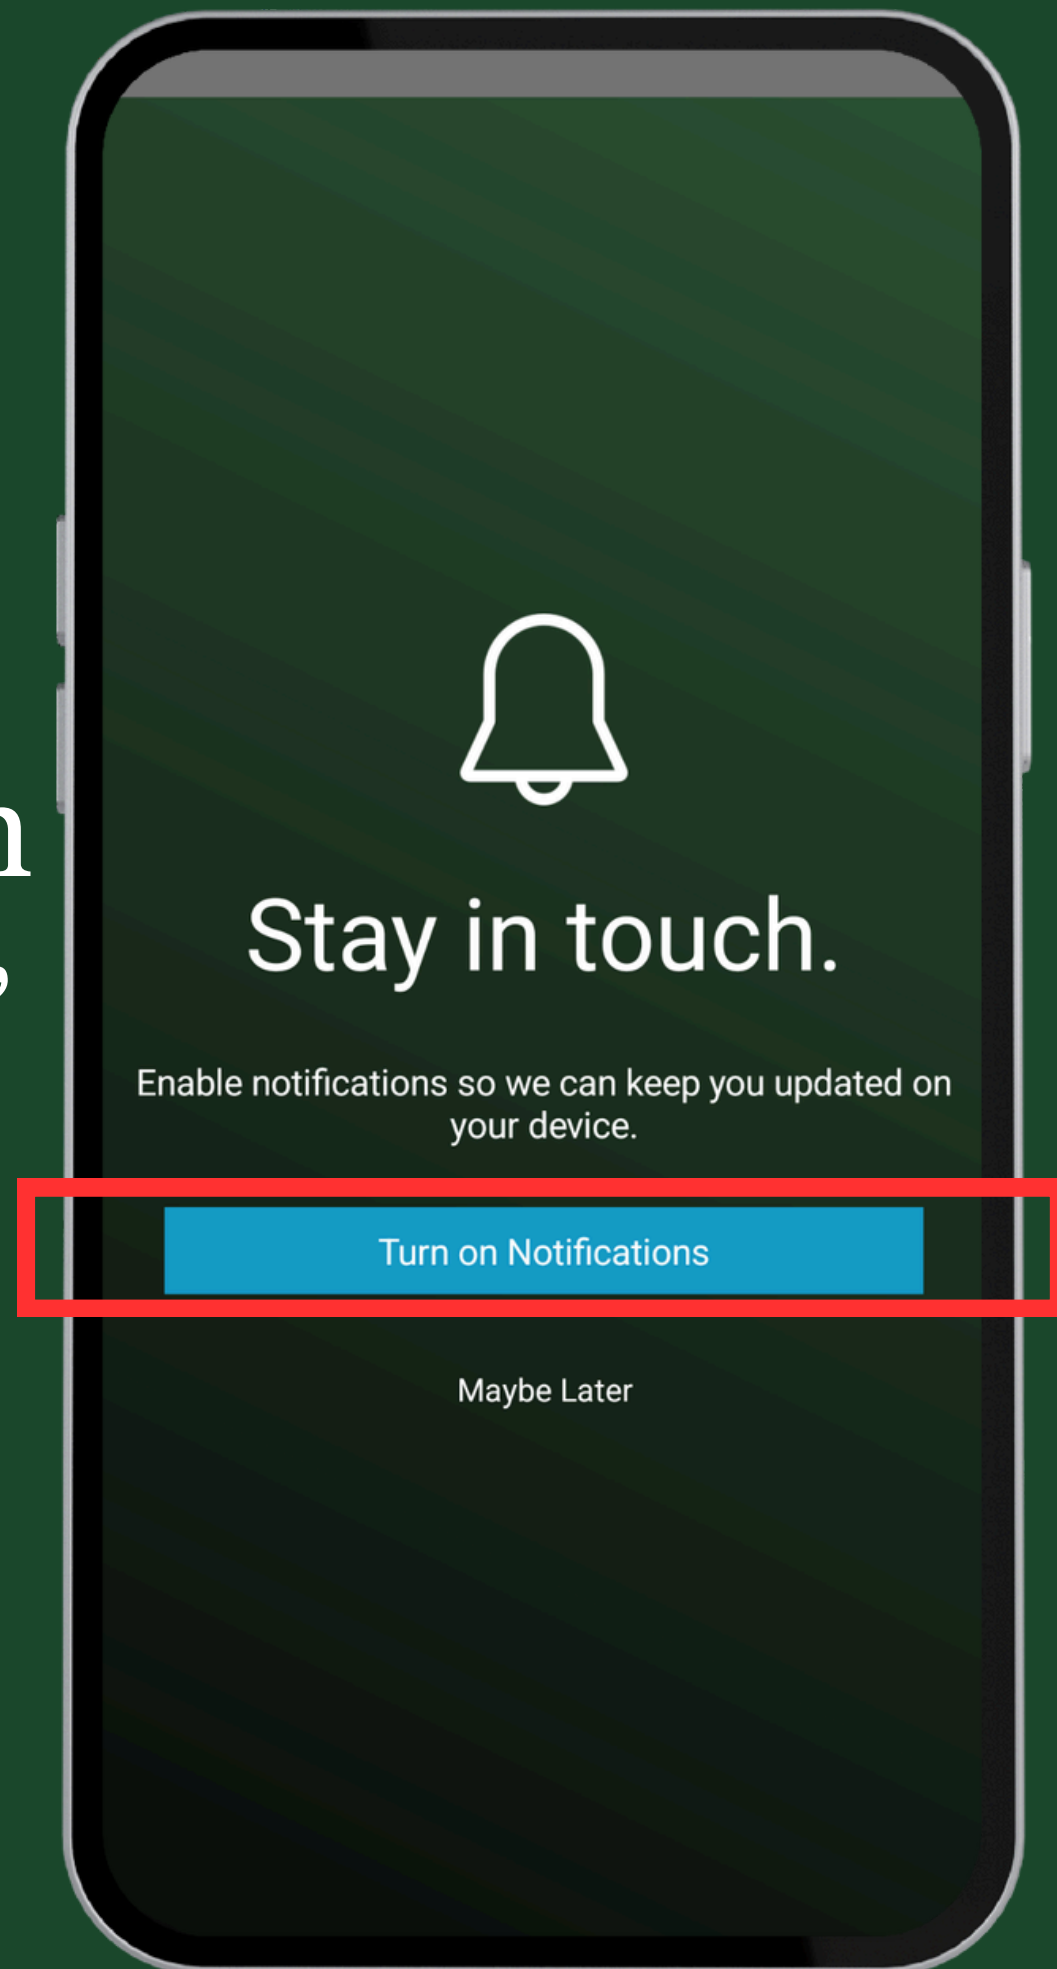 Stay in touch.
Enable notifications so we can keep you updated on
your device.
Turn on Notifications
Maybe Later